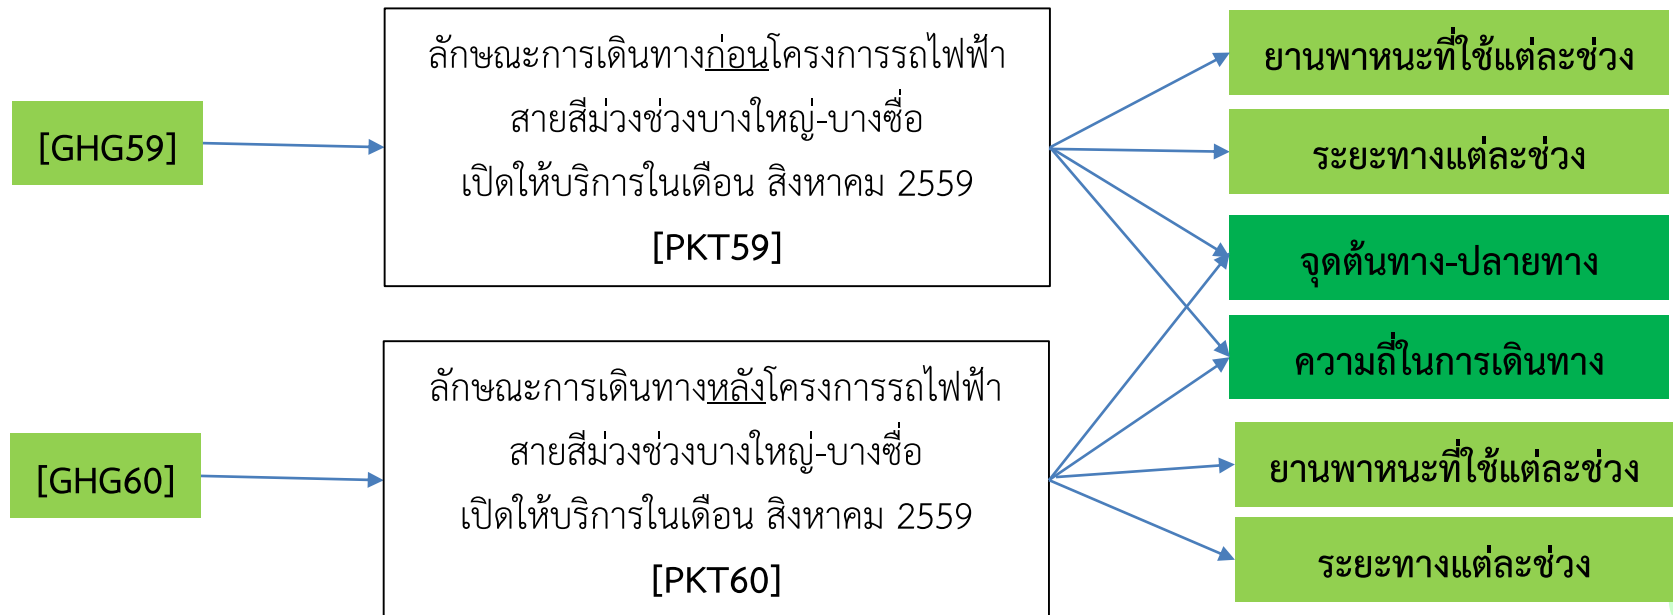 [GHG59]
ลักษณะการเดินทางก่อนโครงการรถไฟฟ้า
สายสีม่วงช่วงบางใหญ่-บางซื่อ
เปิดให้บริการในเดือน สิงหาคม 2559
[PKT59]
ยานพาหนะที่ใช้แต่ละช่วง
ระยะทางแต่ละช่วง
จุดต้นทาง-ปลายทาง
ความถี่ในการเดินทาง
[GHG60]
ลักษณะการเดินทางหลังโครงการรถไฟฟ้า
สายสีม่วงช่วงบางใหญ่-บางซื่อ
เปิดให้บริการในเดือน สิงหาคม 2559
[PKT60]
ยานพาหนะที่ใช้แต่ละช่วง
ระยะทางแต่ละช่วง